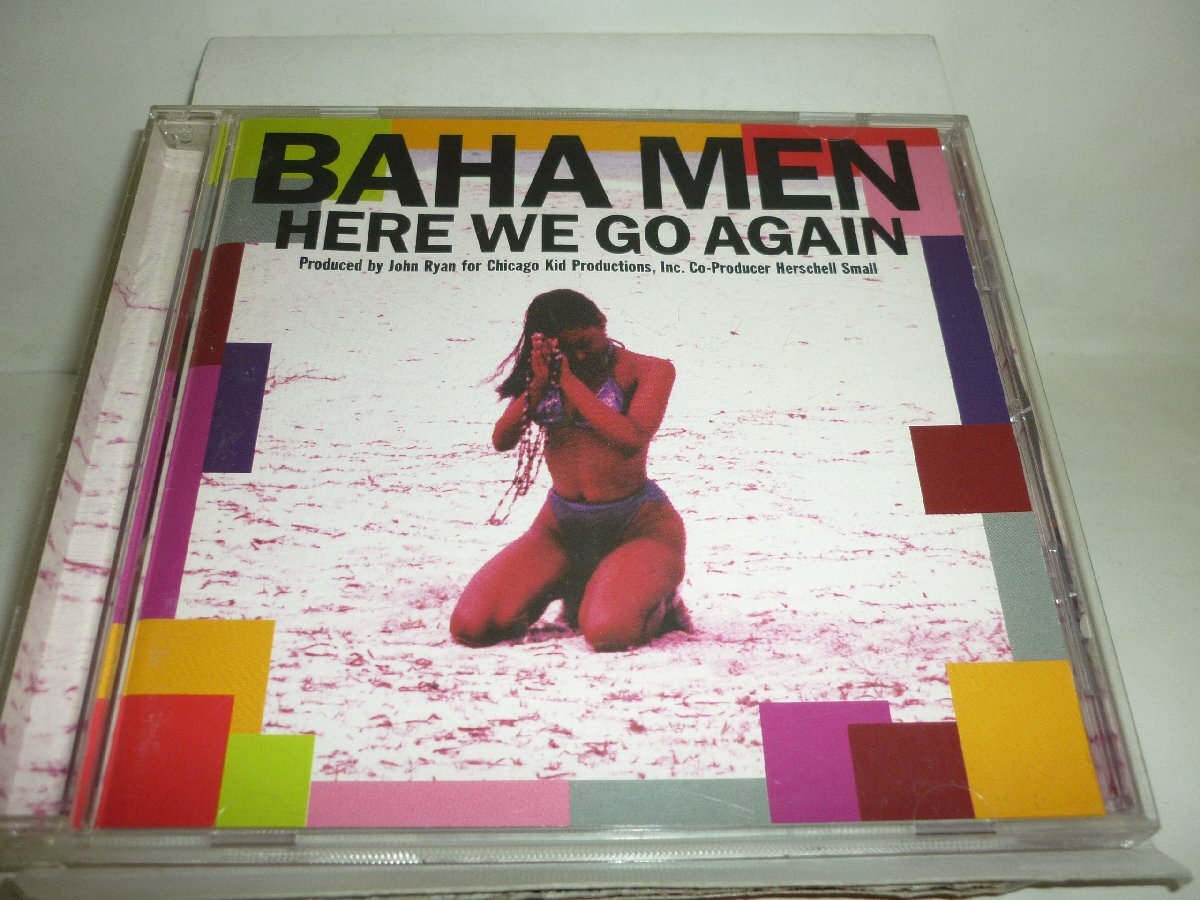 BAHA MEN
HERE WE GO AGAIN
Produced by John Ryan for Chicago Kid Productions, Inc. Co-Producer Herschell Small